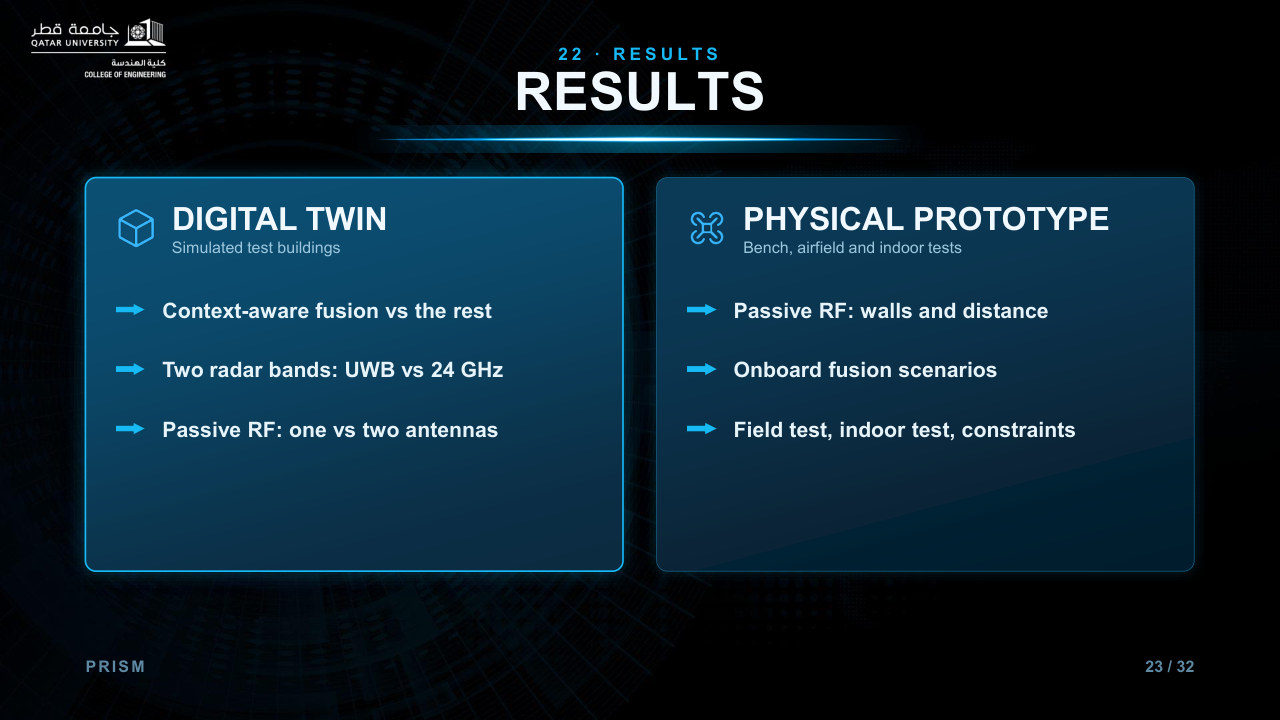 جامعة قطر
QATAR UNIVERSITY
كلية الهندسة
COLLEGE OF ENGINEERING
22 · RESULTS
RESULTS
DIGITAL TWIN
Simulated test buildings
Context-aware fusion vs the rest
Two radar bands: UWB vs 24 GHz
Passive RF: one vs two antennas
PHYSICAL PROTOTYPE
Bench, airfield and indoor tests
Passive RF: walls and distance
Onboard fusion scenarios
Field test, indoor test, constraints
PRISM
23 / 32